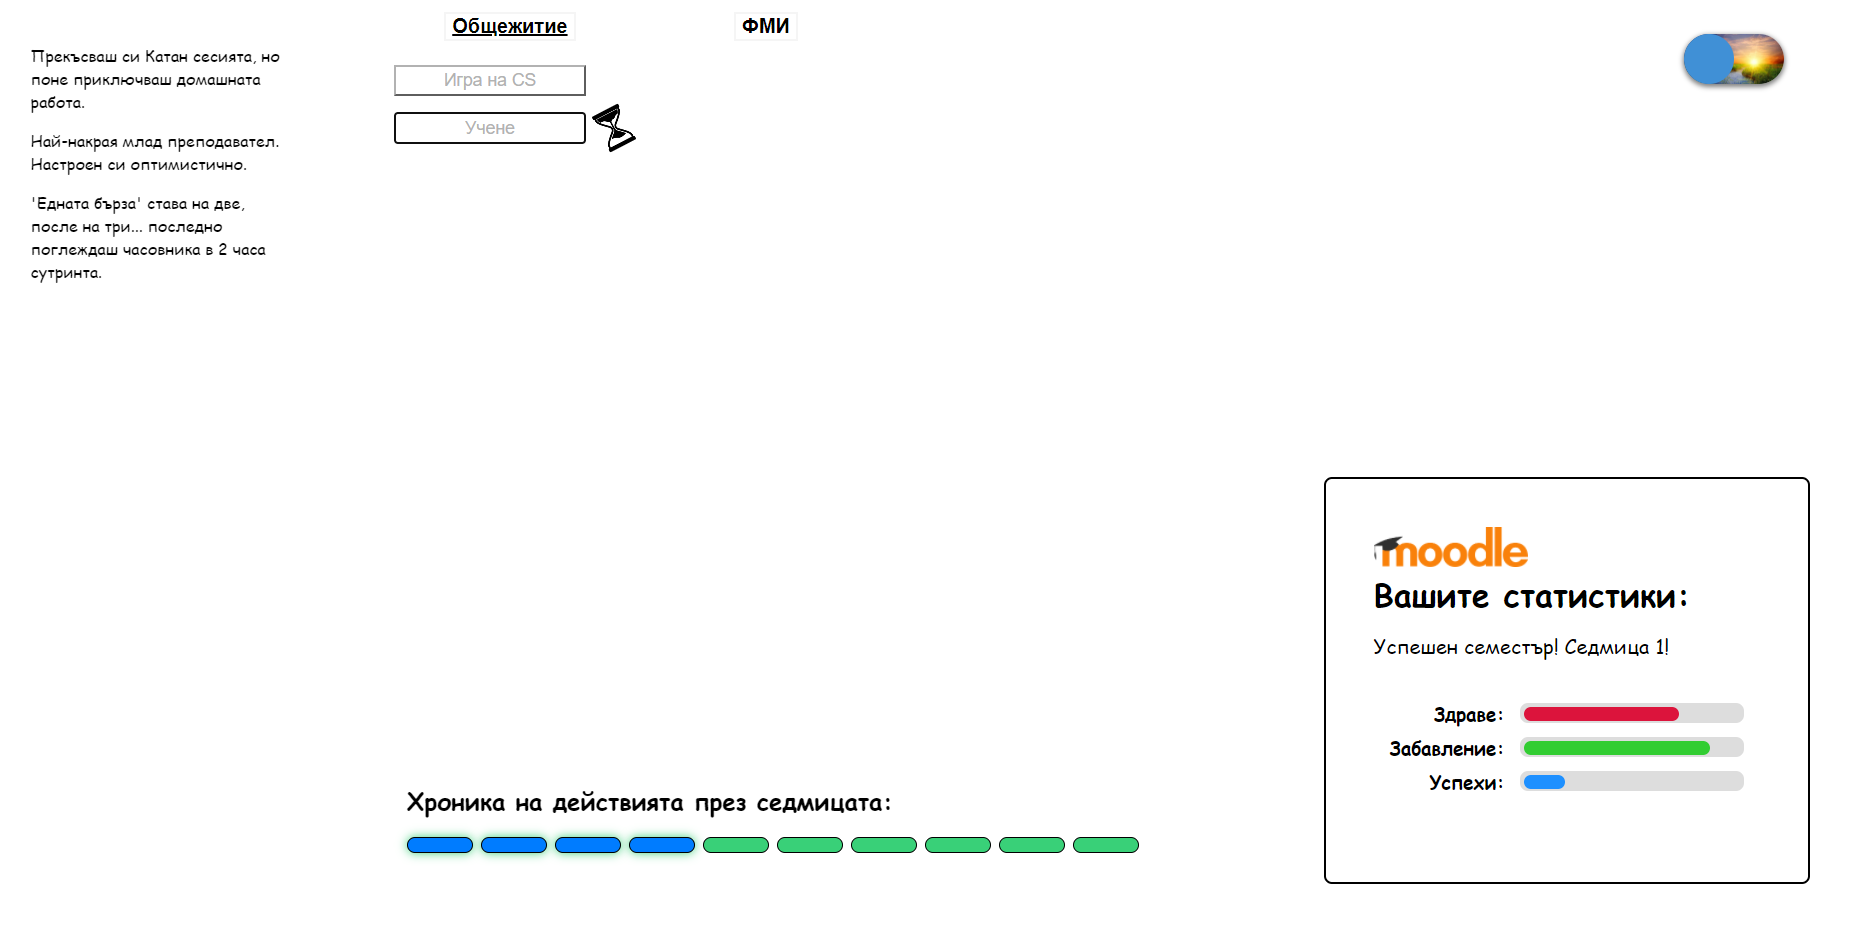 Общежитие
ФМИ
Прекъсваш си Катан сесията, но
поне приключваш домашната
работа.
Най-накрая млад преподавател.
Настроен си оптимистично.
'Едната бърза' става на две,
после на три... последно
поглеждаш часовника в 2 часа
сутринта.
Игра на CS
Учене
moodle
Вашите статистики:
Успешен семестър! Седмица 1!
Здраве:
Забавление:
Успехи:
Хроника на действията през седмицата: